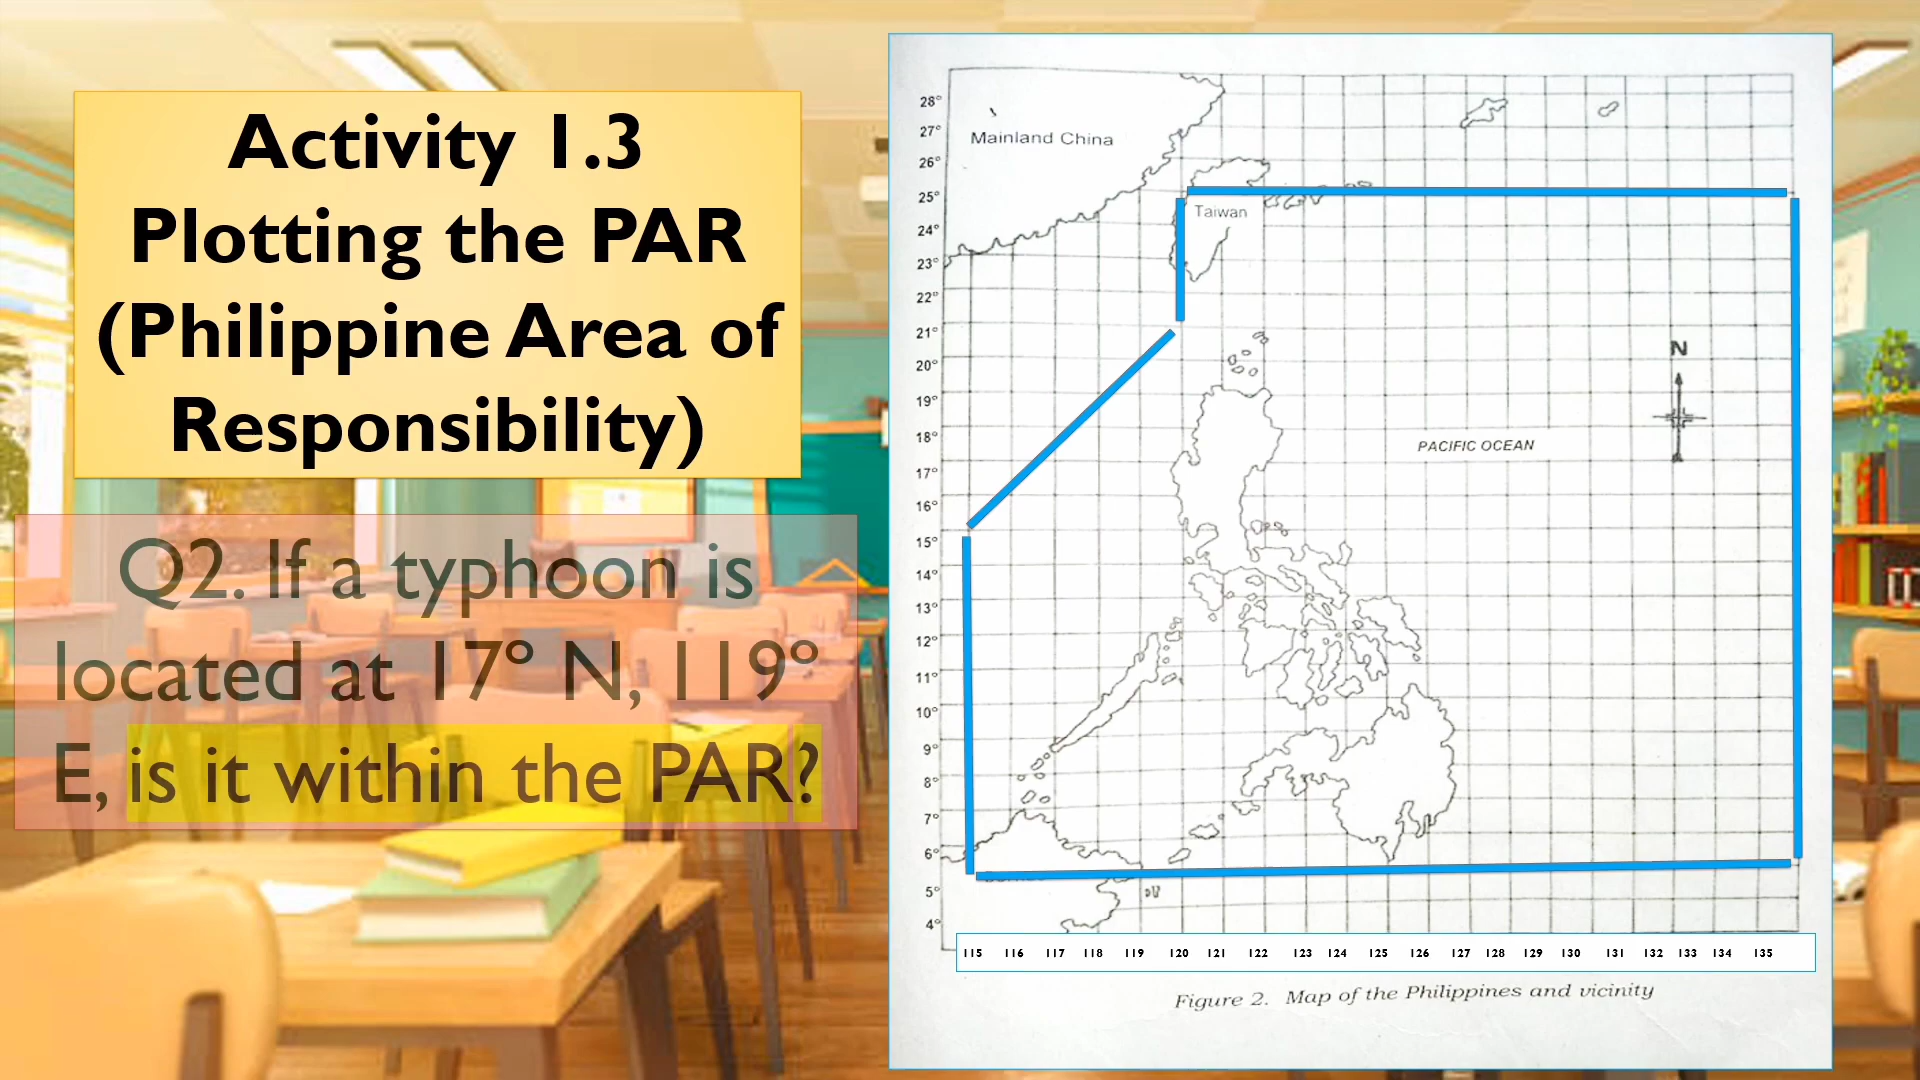 Activity 1.3
Plotting the PAR
(Philippine Area of
Responsibility)
Q2. If a typhoon is
located at 17° N, 119°
E, is it within the PAR?
28°
27°
26°
25°
24°
23°
22°
21°
20°
19°
18°
17°
16°
15°
14°
13°
12°
11°
10°
9°
8°
7°
6°
5°
4°
Mainland China
Taiwan
N
PACIFIC OCEAN
115 116 117 118 119 120 121 122 123 124 125 126 127 128 129 130 131 132 133 134 135
Figure 2. Map of the Philippines and vicinity